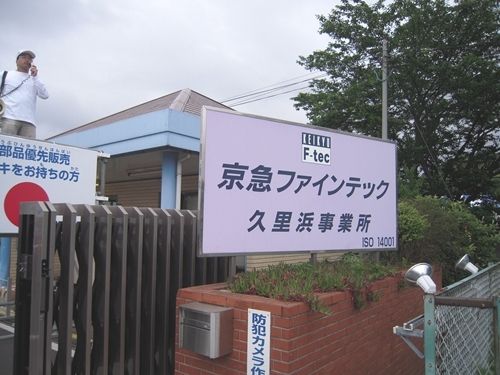 KEIKYU
F-tec
京急ファインテック
久里浜事業所
ISO 14001
部品優先販売
キをお持ちの方
防犯カメラ作